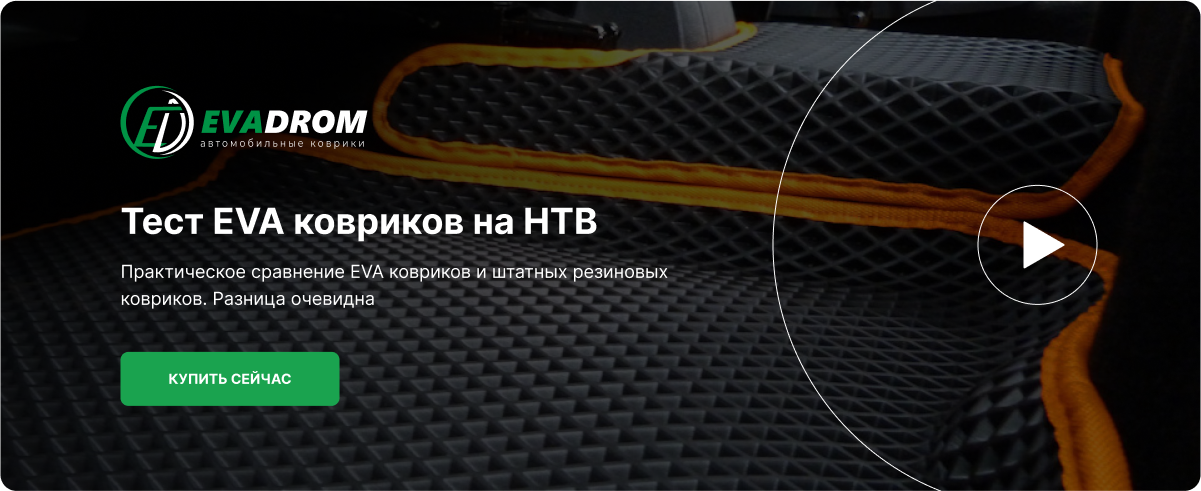 EVADROM
автомобильные коврики
Тест EVA ковриков на НТВ
Практическое сравнение EVA ковриков и штатных резиновых
ковриков. Разница очевидна
КУПИТЬ СЕЙЧАС